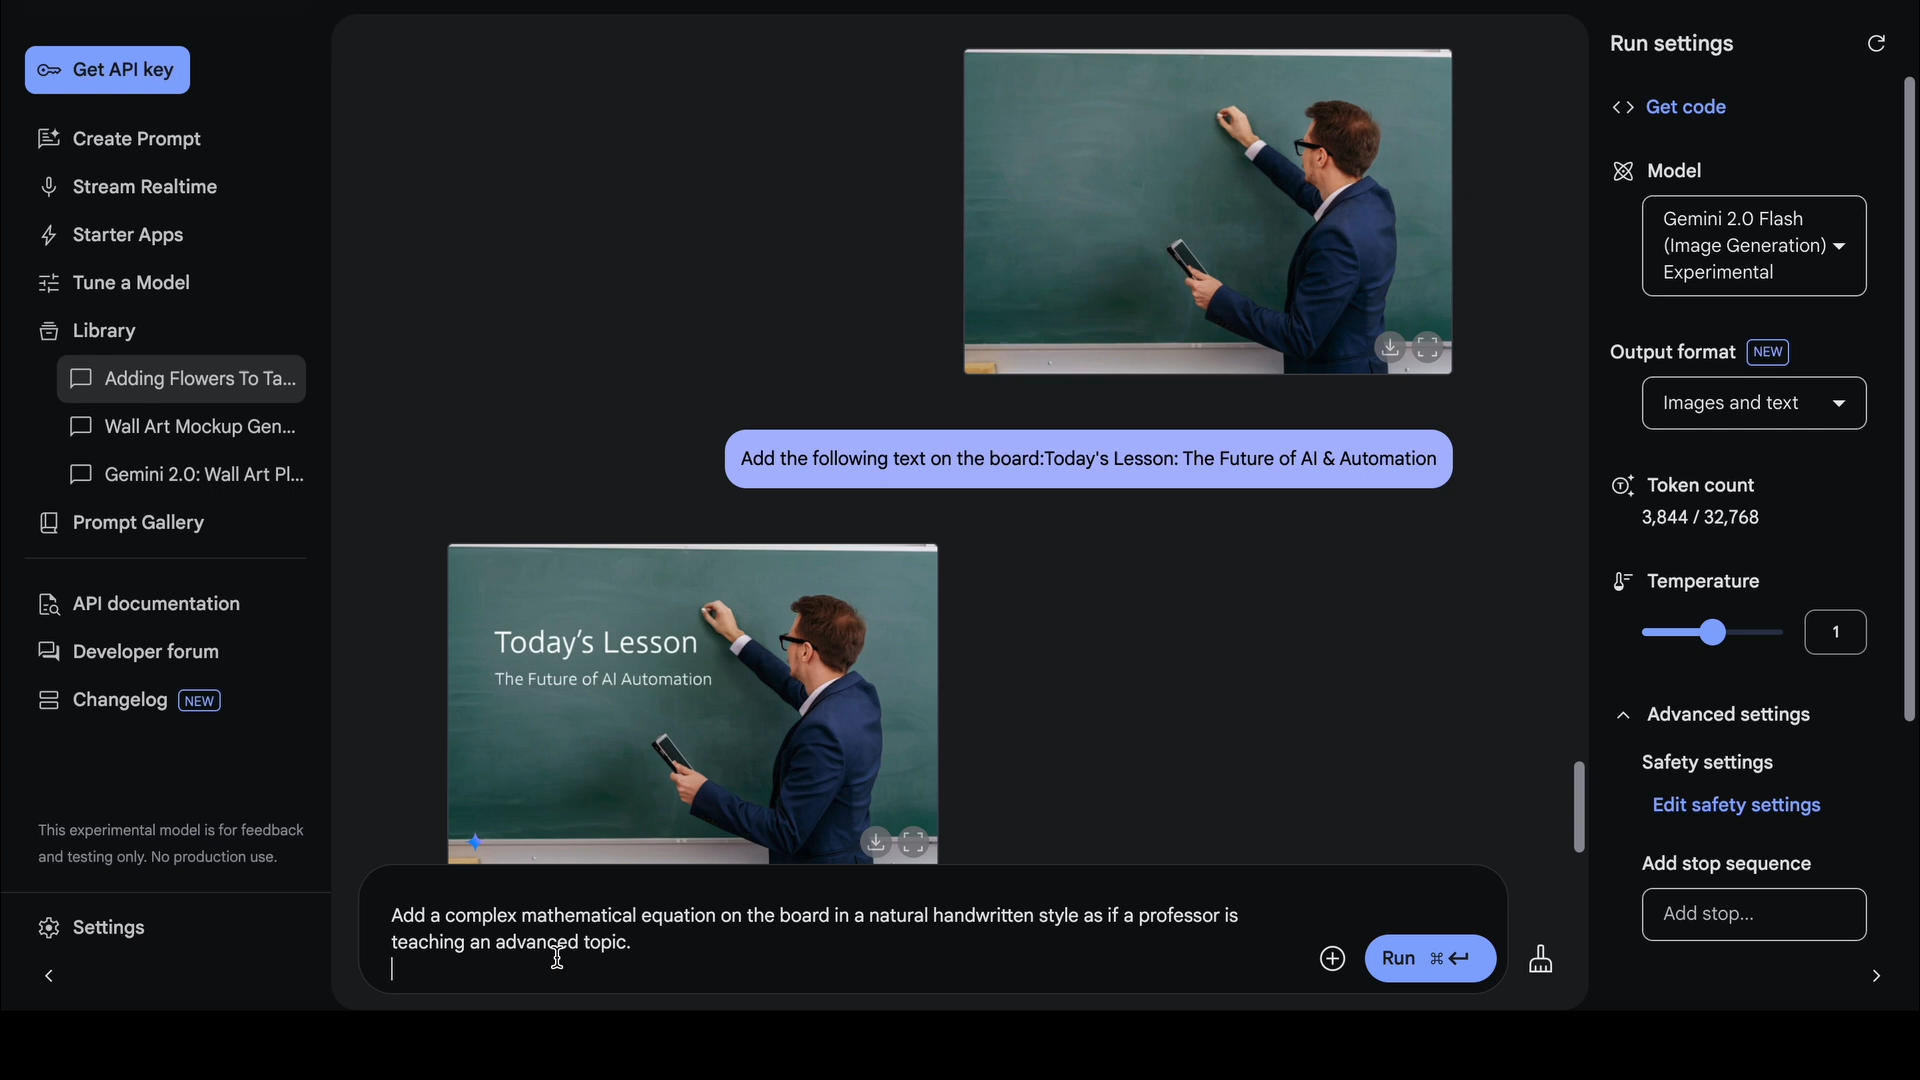 Get API key
Create Prompt
Stream Realtime
Starter Apps
Tune a Model
Library
Adding Flowers To Ta...
Wall Art Mockup Gen...
Gemini 2.0: Wall Art Pl...
Prompt Gallery
API documentation
Developer forum
Changelog NEW
This experimental model is for feedback
and testing only. No production use.
Settings
Add the following text on the board:Today's Lesson: The Future of AI & Automation
Today's Lesson
The Future of AI Automation
Add a complex mathematical equation on the board in a natural handwritten style as if a professor is
teaching an advanced topic.
Run ⌘ ↵
Run settings
Get code
Model
Gemini 2.0 Flash
(Image Generation)
Experimental
Output format NEW
Images and text
Token count
3,844 / 32,768
Temperature
1
Advanced settings
Safety settings
Edit safety settings
Add stop sequence
Add stop...